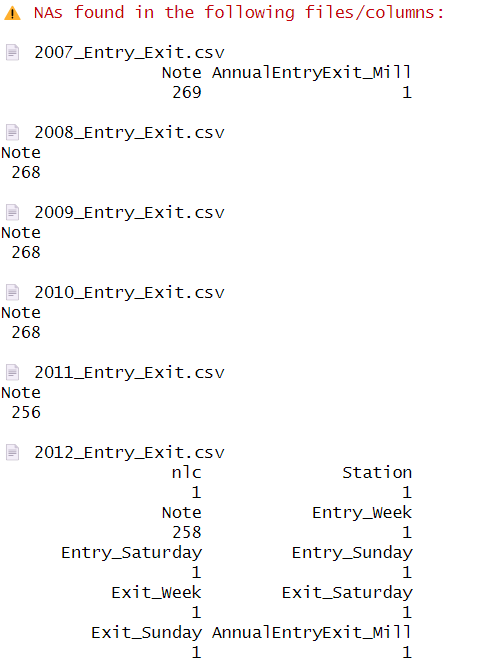 NAs found in the following files/columns:
2007_Entry_Exit.csv
Note AnnualEntryExit_Mill
269 1
2008_Entry_Exit.csv
Note
268
2009_Entry_Exit.csv
Note
268
2010_Entry_Exit.csv
Note
268
2011_Entry_Exit.csv
Note
256
2012_Entry_Exit.csv
nlc Station
1 1
Note Entry_Week
258 1
Entry_Saturday Entry_Sunday
1 1
Exit_Week Exit_Saturday
1 1
Exit_Sunday AnnualEntryExit_Mill
1 1